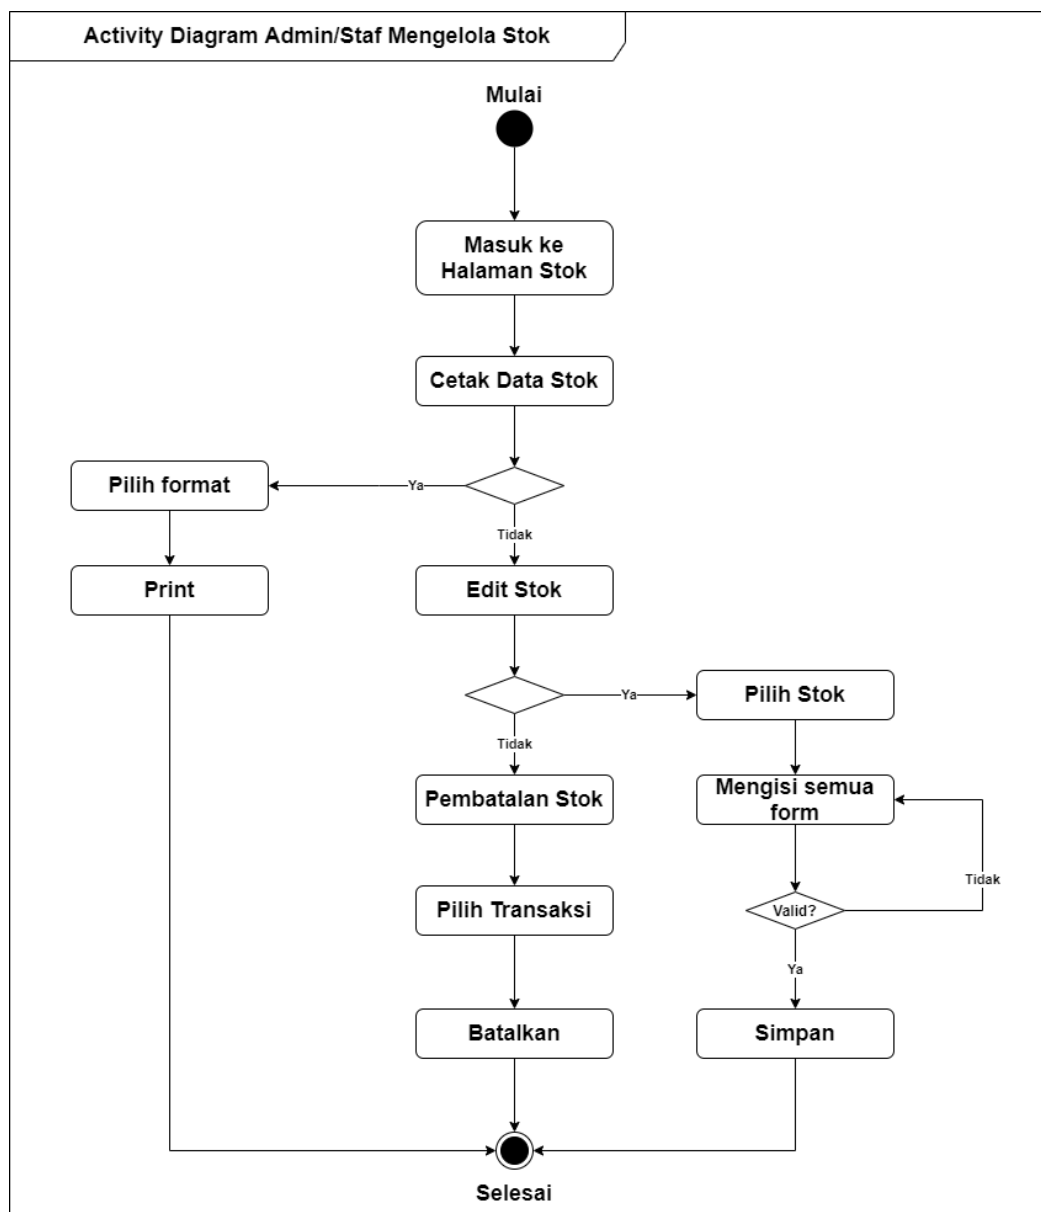 Activity Diagram Admin/Staf Mengelola Stok
Mulai
Masuk ke
Halaman Stok
Cetak Data Stok
Pilih format
Ya
Tidak
Print
Edit Stok
Ya
Pilih Stok
Tidak
Pembatalan Stok
Mengisi semua
form
Tidak
Pilih Transaksi
Valid?
Ya
Batalkan
Simpan
Selesai